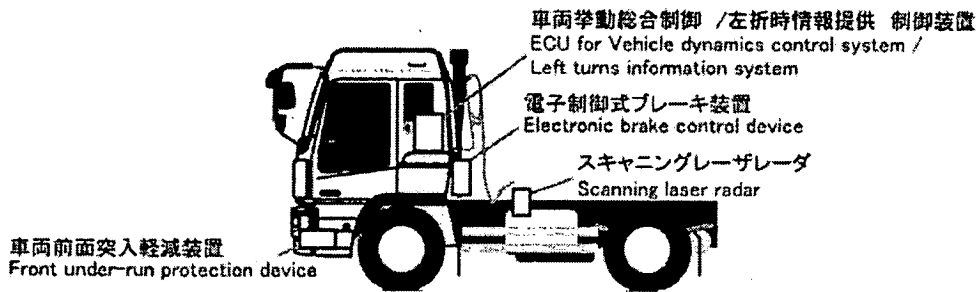 車両挙動総合制御 /左折時情報提供 制御装置
ECU for Vehicle dynamics control system /
Left turns information system
電子制御式ブレーキ装置
Electronic brake control device
スキャニングレーザレーダ
Scanning laser radar
車両前面突入軽減装置
Front under-run protection device